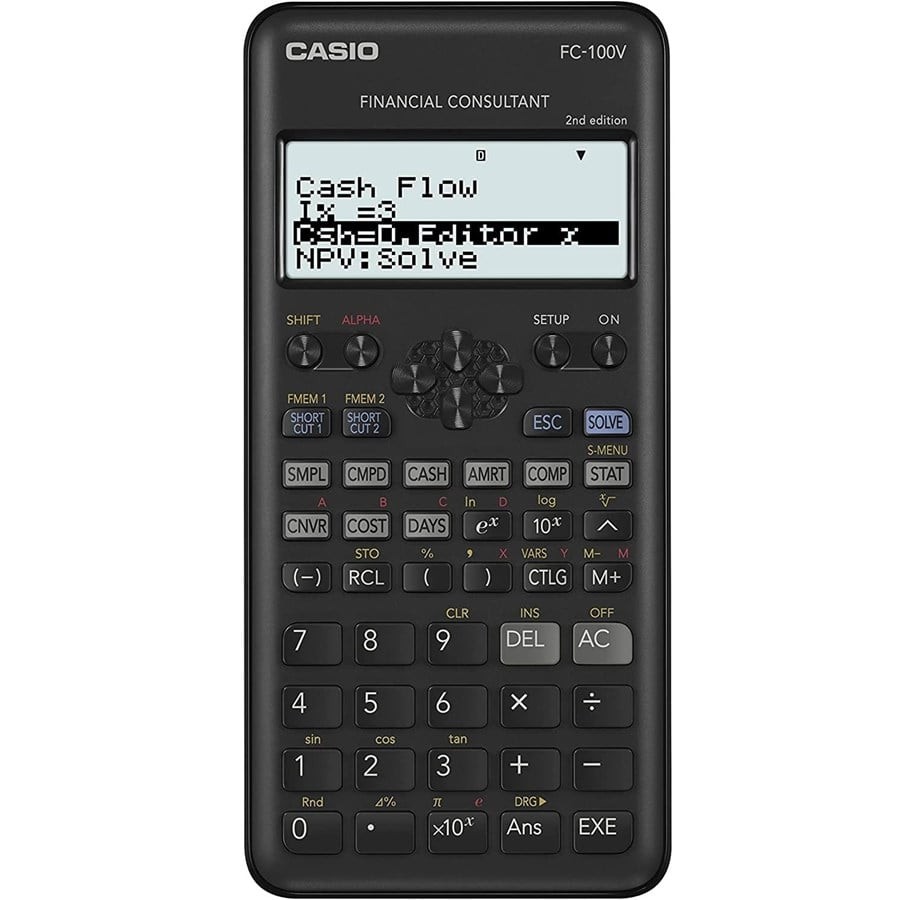 CASIO FC-100V
FINANCIAL CONSULTANT
2nd edition
D ▼
Cash Flow
I% =3
Csh=D.Editor x
NPV:Solve
SHIFT ALPHA SETUP ON
FMEM 1 FMEM 2
SHORT CUT 1 SHORT CUT 2 ESC SOLVE
S-MENU
SMPL CMPD CASH AMRT COMP STAT
A B C ln D log x√‾
CNVR COST DAYS eˣ 10ˣ ^
STO % , X VARS Y M– M
(–) RCL ( ) CTLG M+
CLR INS OFF
7 8 9 DEL AC
4 5 6 × ÷
sin cos tan
1 2 3 + −
Rnd ⊿% π e DRG▶
0 • ×10ˣ Ans EXE